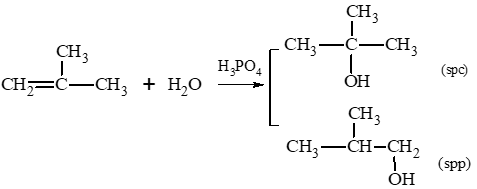 CH₃
CH₂=C—CH₃ + H₂O
H₃PO₄
CH₃
CH₃—C—CH₃ (spc)
OH
CH₃
CH₃—CH—CH₂ (spp)
OH